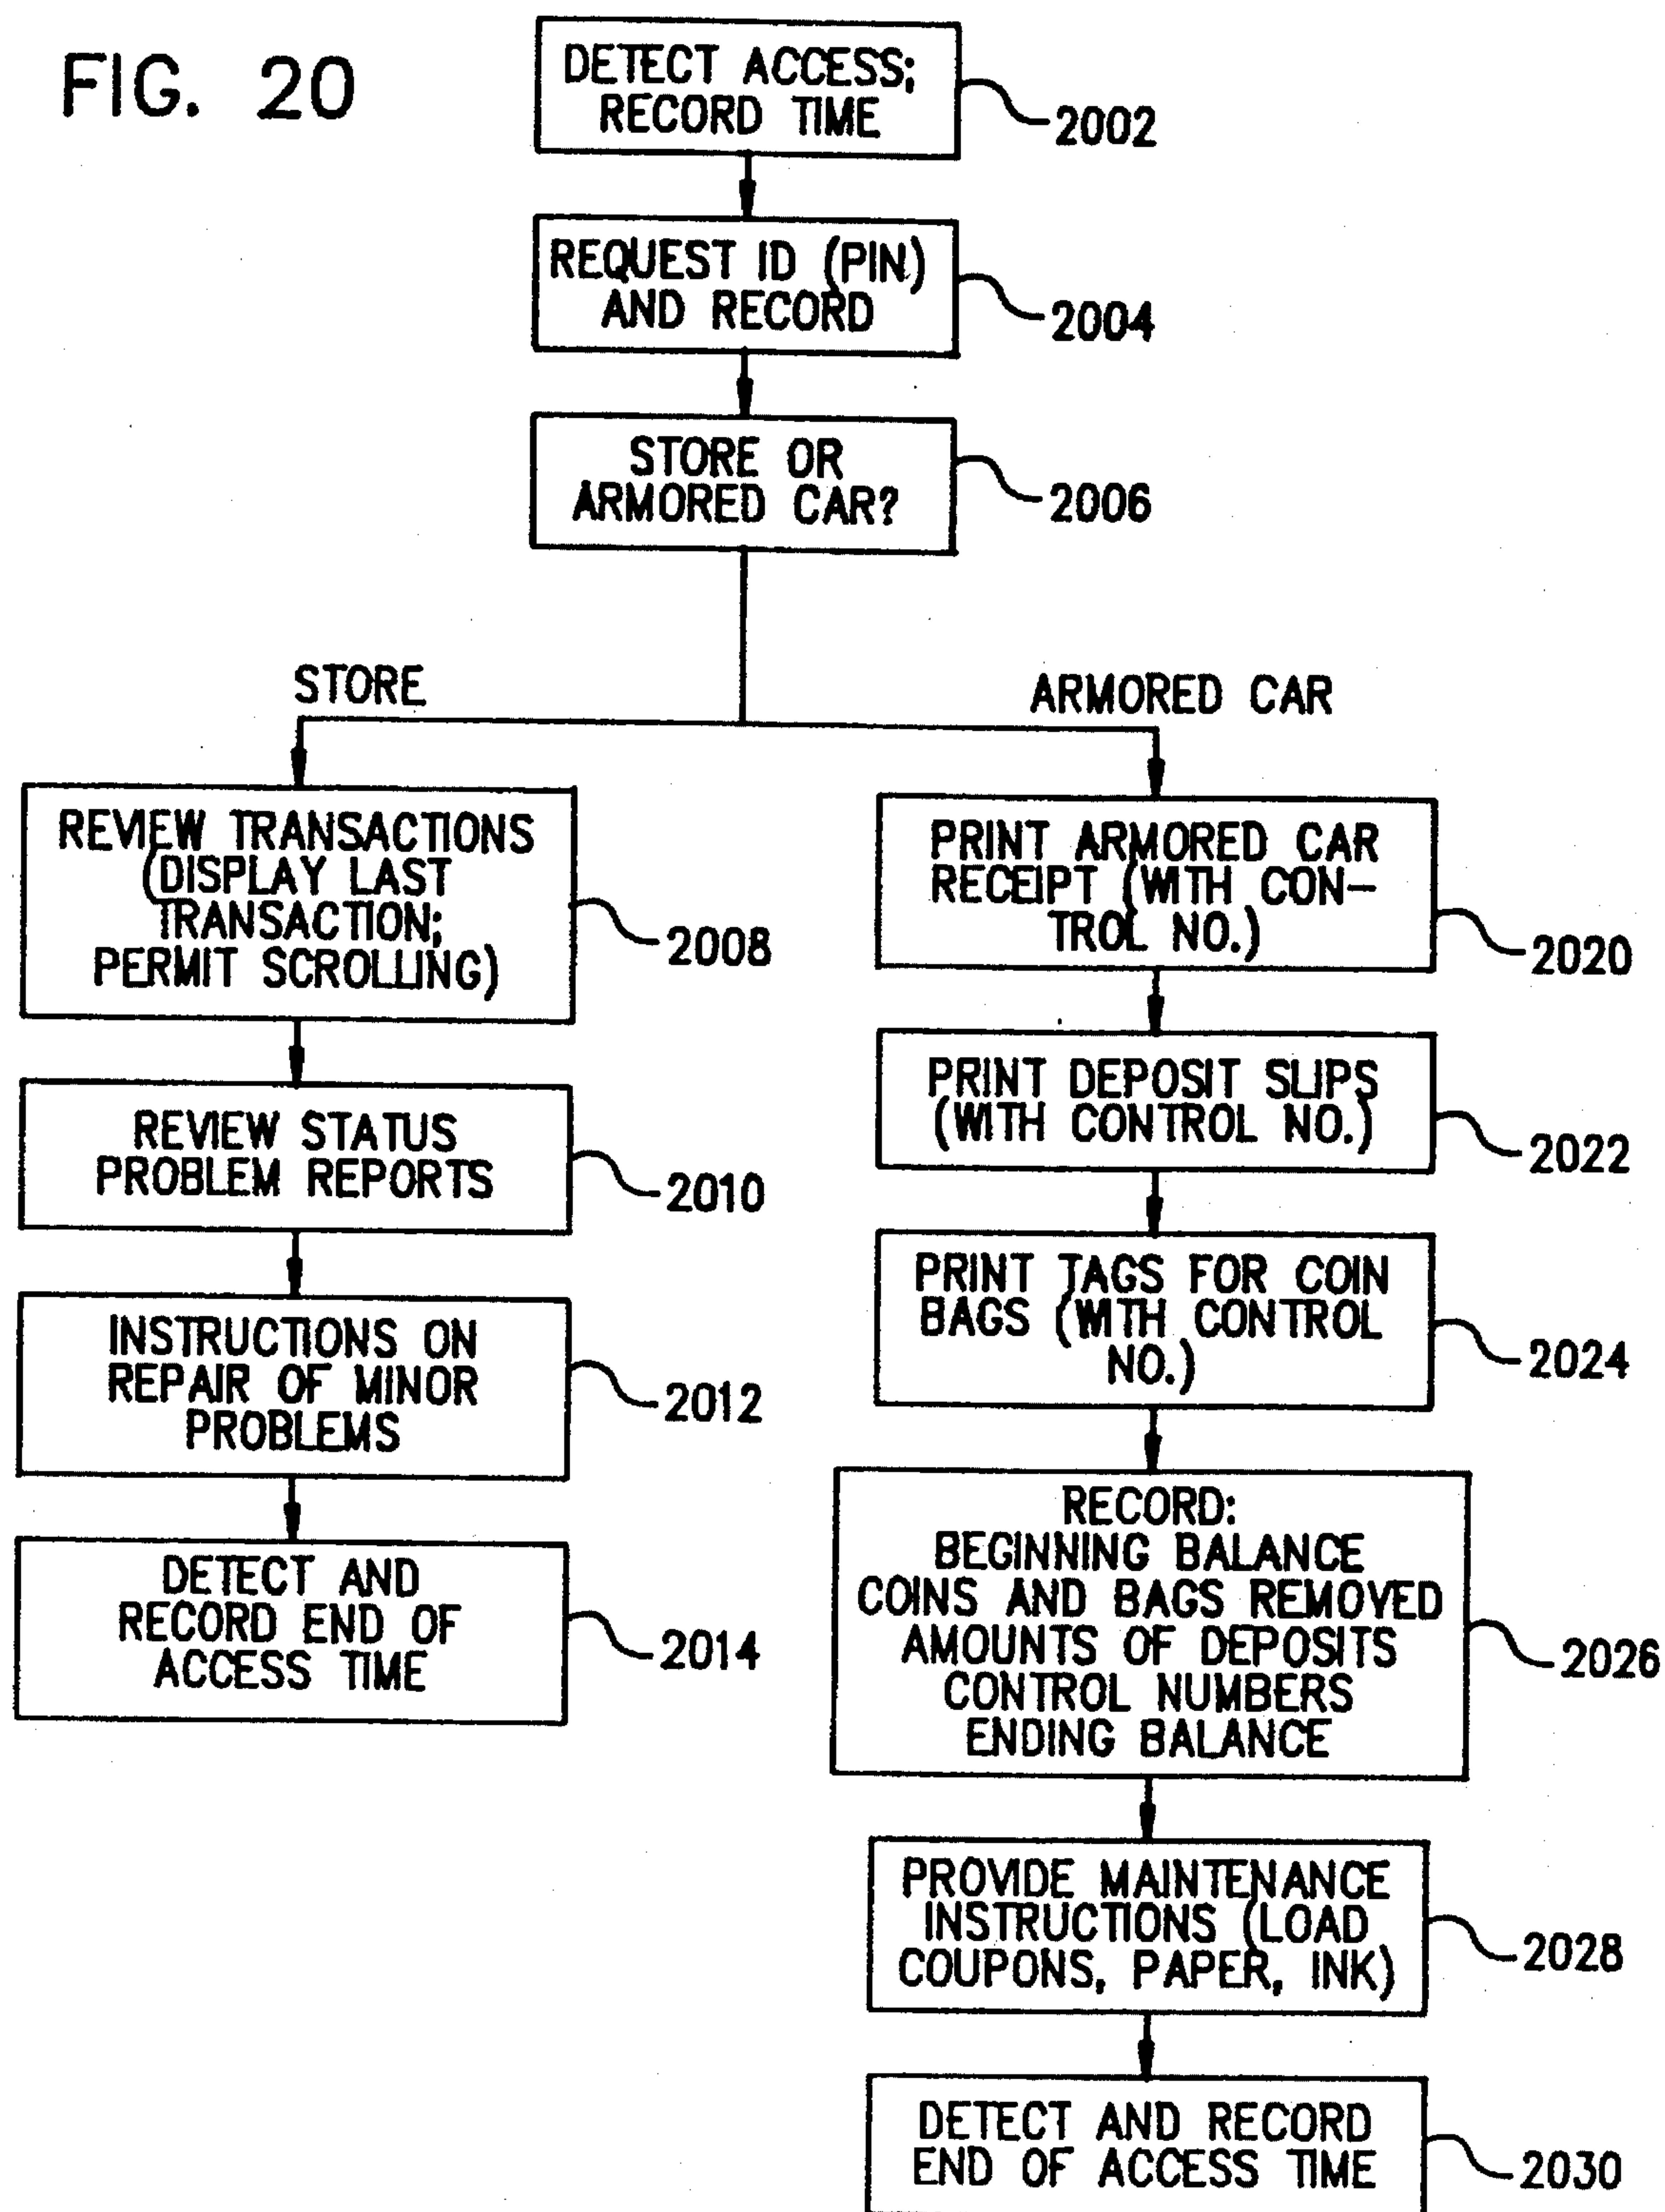 FIG. 20
DETECT ACCESS;
RECORD TIME
2002
REQUEST ID (PIN)
AND RECORD
2004
STORE OR
ARMORED CAR?
2006
STORE
ARMORED CAR
REVIEW TRANSACTIONS
(DISPLAY LAST
TRANSACTION;
PERMIT SCROLLING)
2008
REVIEW STATUS
PROBLEM REPORTS
2010
INSTRUCTIONS ON
REPAIR OF MINOR
PROBLEMS
2012
DETECT AND
RECORD END OF
ACCESS TIME
2014
PRINT ARMORED CAR
RECEIPT (WITH CON-
TROL NO.)
2020
PRINT DEPOSIT SLIPS
(WITH CONTROL NO.)
2022
PRINT TAGS FOR COIN
BAGS (WITH CONTROL
NO.)
2024
RECORD:
BEGINNING BALANCE
COINS AND BAGS REMOVED
AMOUNTS OF DEPOSITS
CONTROL NUMBERS
ENDING BALANCE
2026
PROVIDE MAINTENANCE
INSTRUCTIONS (LOAD
COUPONS, PAPER, INK)
2028
DETECT AND RECORD
END OF ACCESS TIME
2030